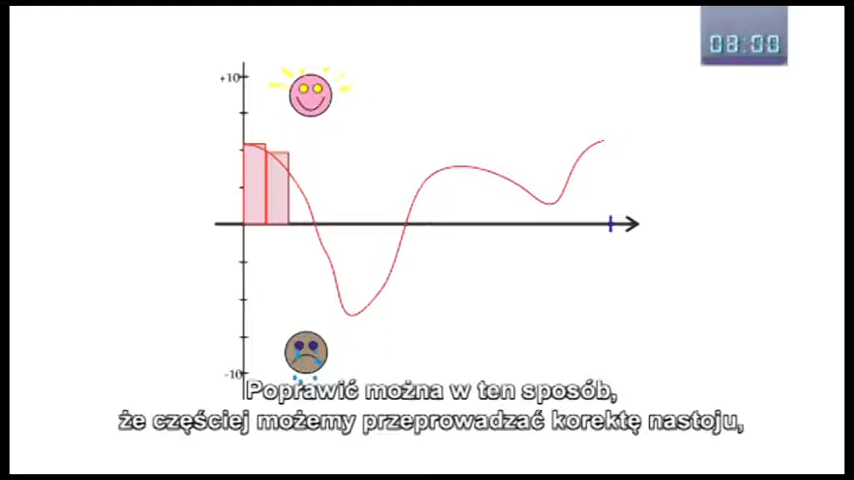 08:00
+10
-10
Poprawić można w ten sposób,
że częściej możemy przeprowadzać korektę nastoju,